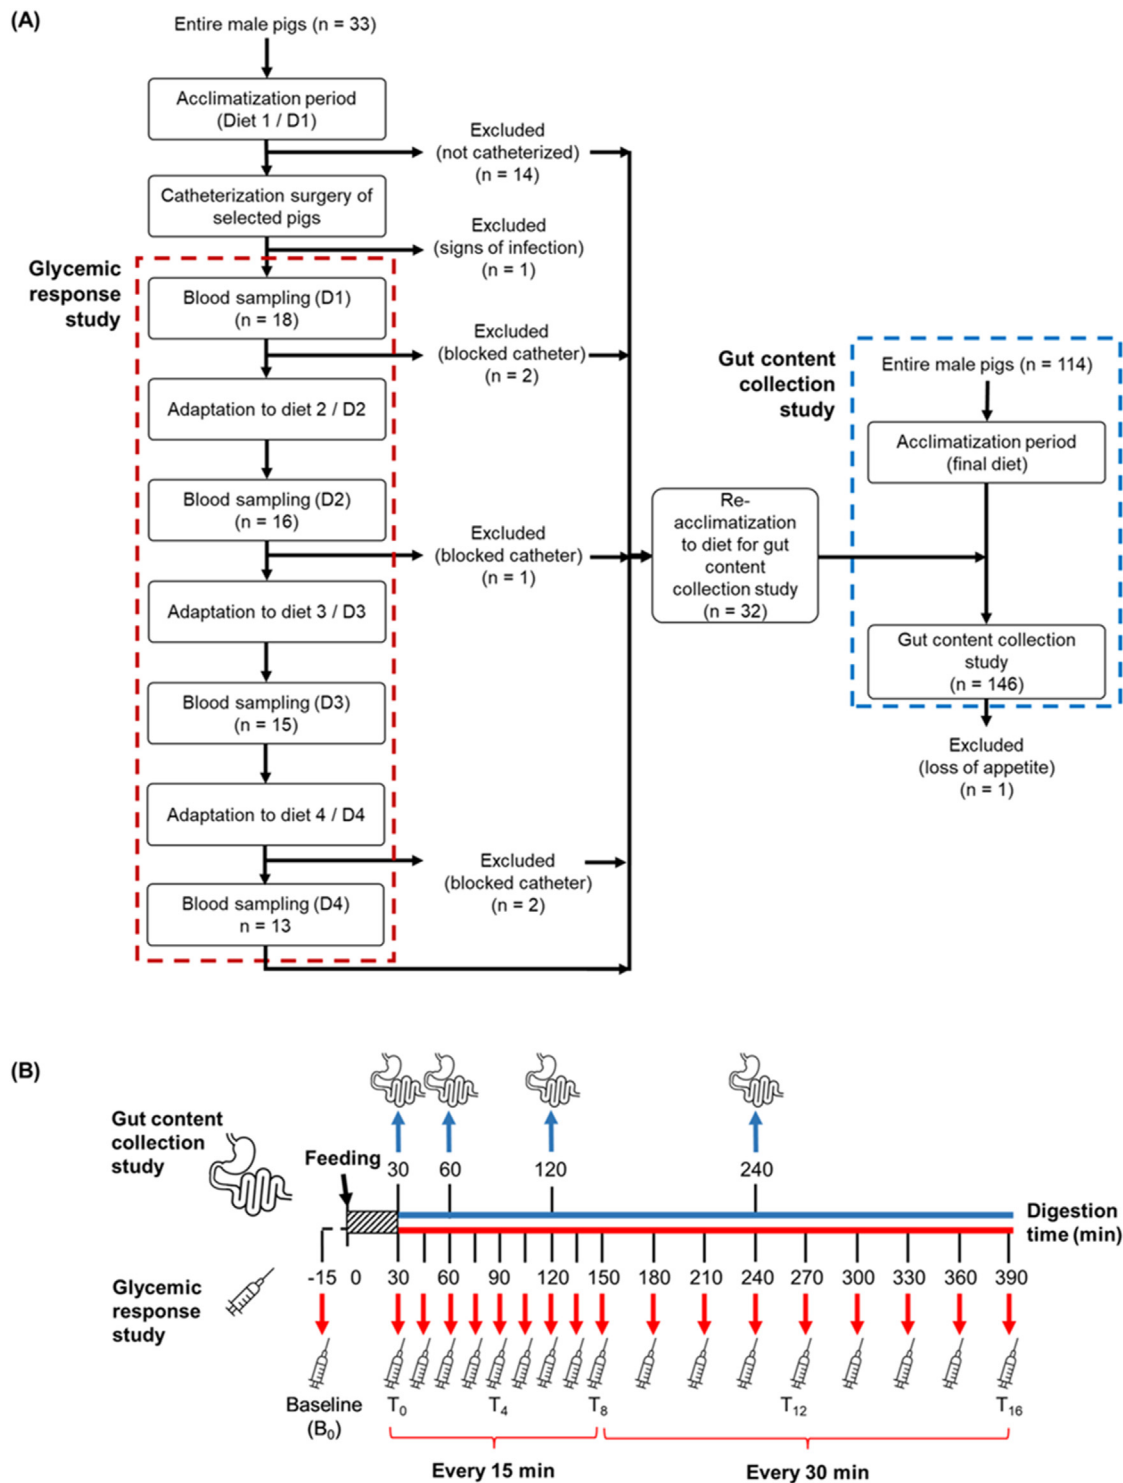 (A)
Entire male pigs (n = 33)
Acclimatization period
(Diet 1 / D1)
Excluded
(not catheterized)
(n = 14)
Catheterization surgery of
selected pigs
Excluded
(signs of infection)
(n = 1)
Glycemic
response
study
Blood sampling (D1)
(n = 18)
Excluded
(blocked catheter)
(n = 2)
Adaptation to diet 2 / D2
Blood sampling (D2)
(n = 16)
Excluded
(blocked catheter)
(n = 1)
Adaptation to diet 3 / D3
Blood sampling (D3)
(n = 15)
Adaptation to diet 4 / D4
Excluded
(blocked catheter)
(n = 2)
Blood sampling (D4)
n = 13
Re-
acclimatization
to diet for gut
content
collection study
(n = 32)
Gut content
collection
study
Entire male pigs (n = 114)
Acclimatization period
(final diet)
Gut content collection
study
(n = 146)
Excluded
(loss of appetite)
(n = 1)
(B)
Gut content
collection
study
Feeding
30 60 120 240
Digestion
time (min)
-15 0 30 60 90 120 150 180 210 240 270 300 330 360 390
Glycemic
response
study
Baseline
(B0)
T0 T4 T8 T12 T16
Every 15 min Every 30 min